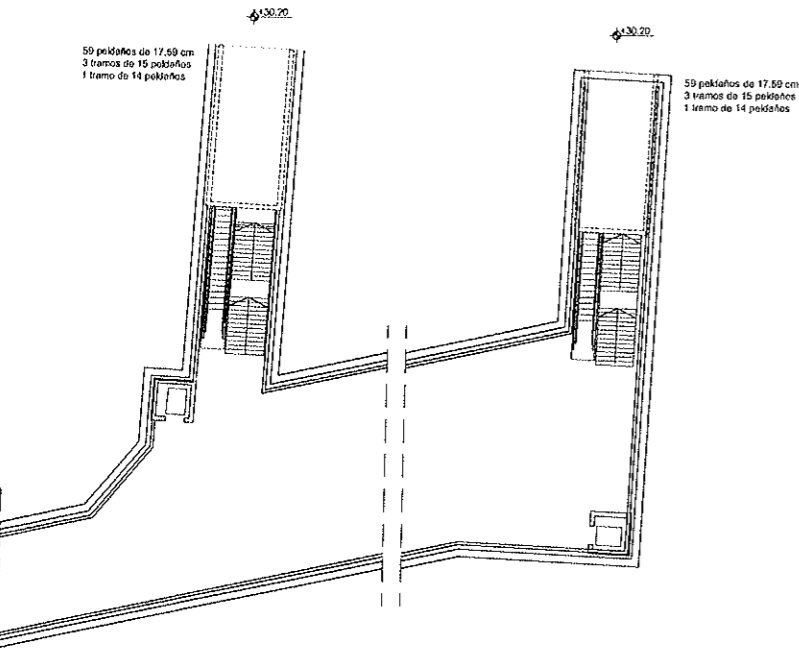 +30.20
59 peldaños de 17,59 cm
3 tramos de 15 peldaños
1 tramo de 14 peldaños
+30.20
59 peldaños de 17.59 cm
3 tramos de 15 peldaños
1 tramo de 14 peldaños